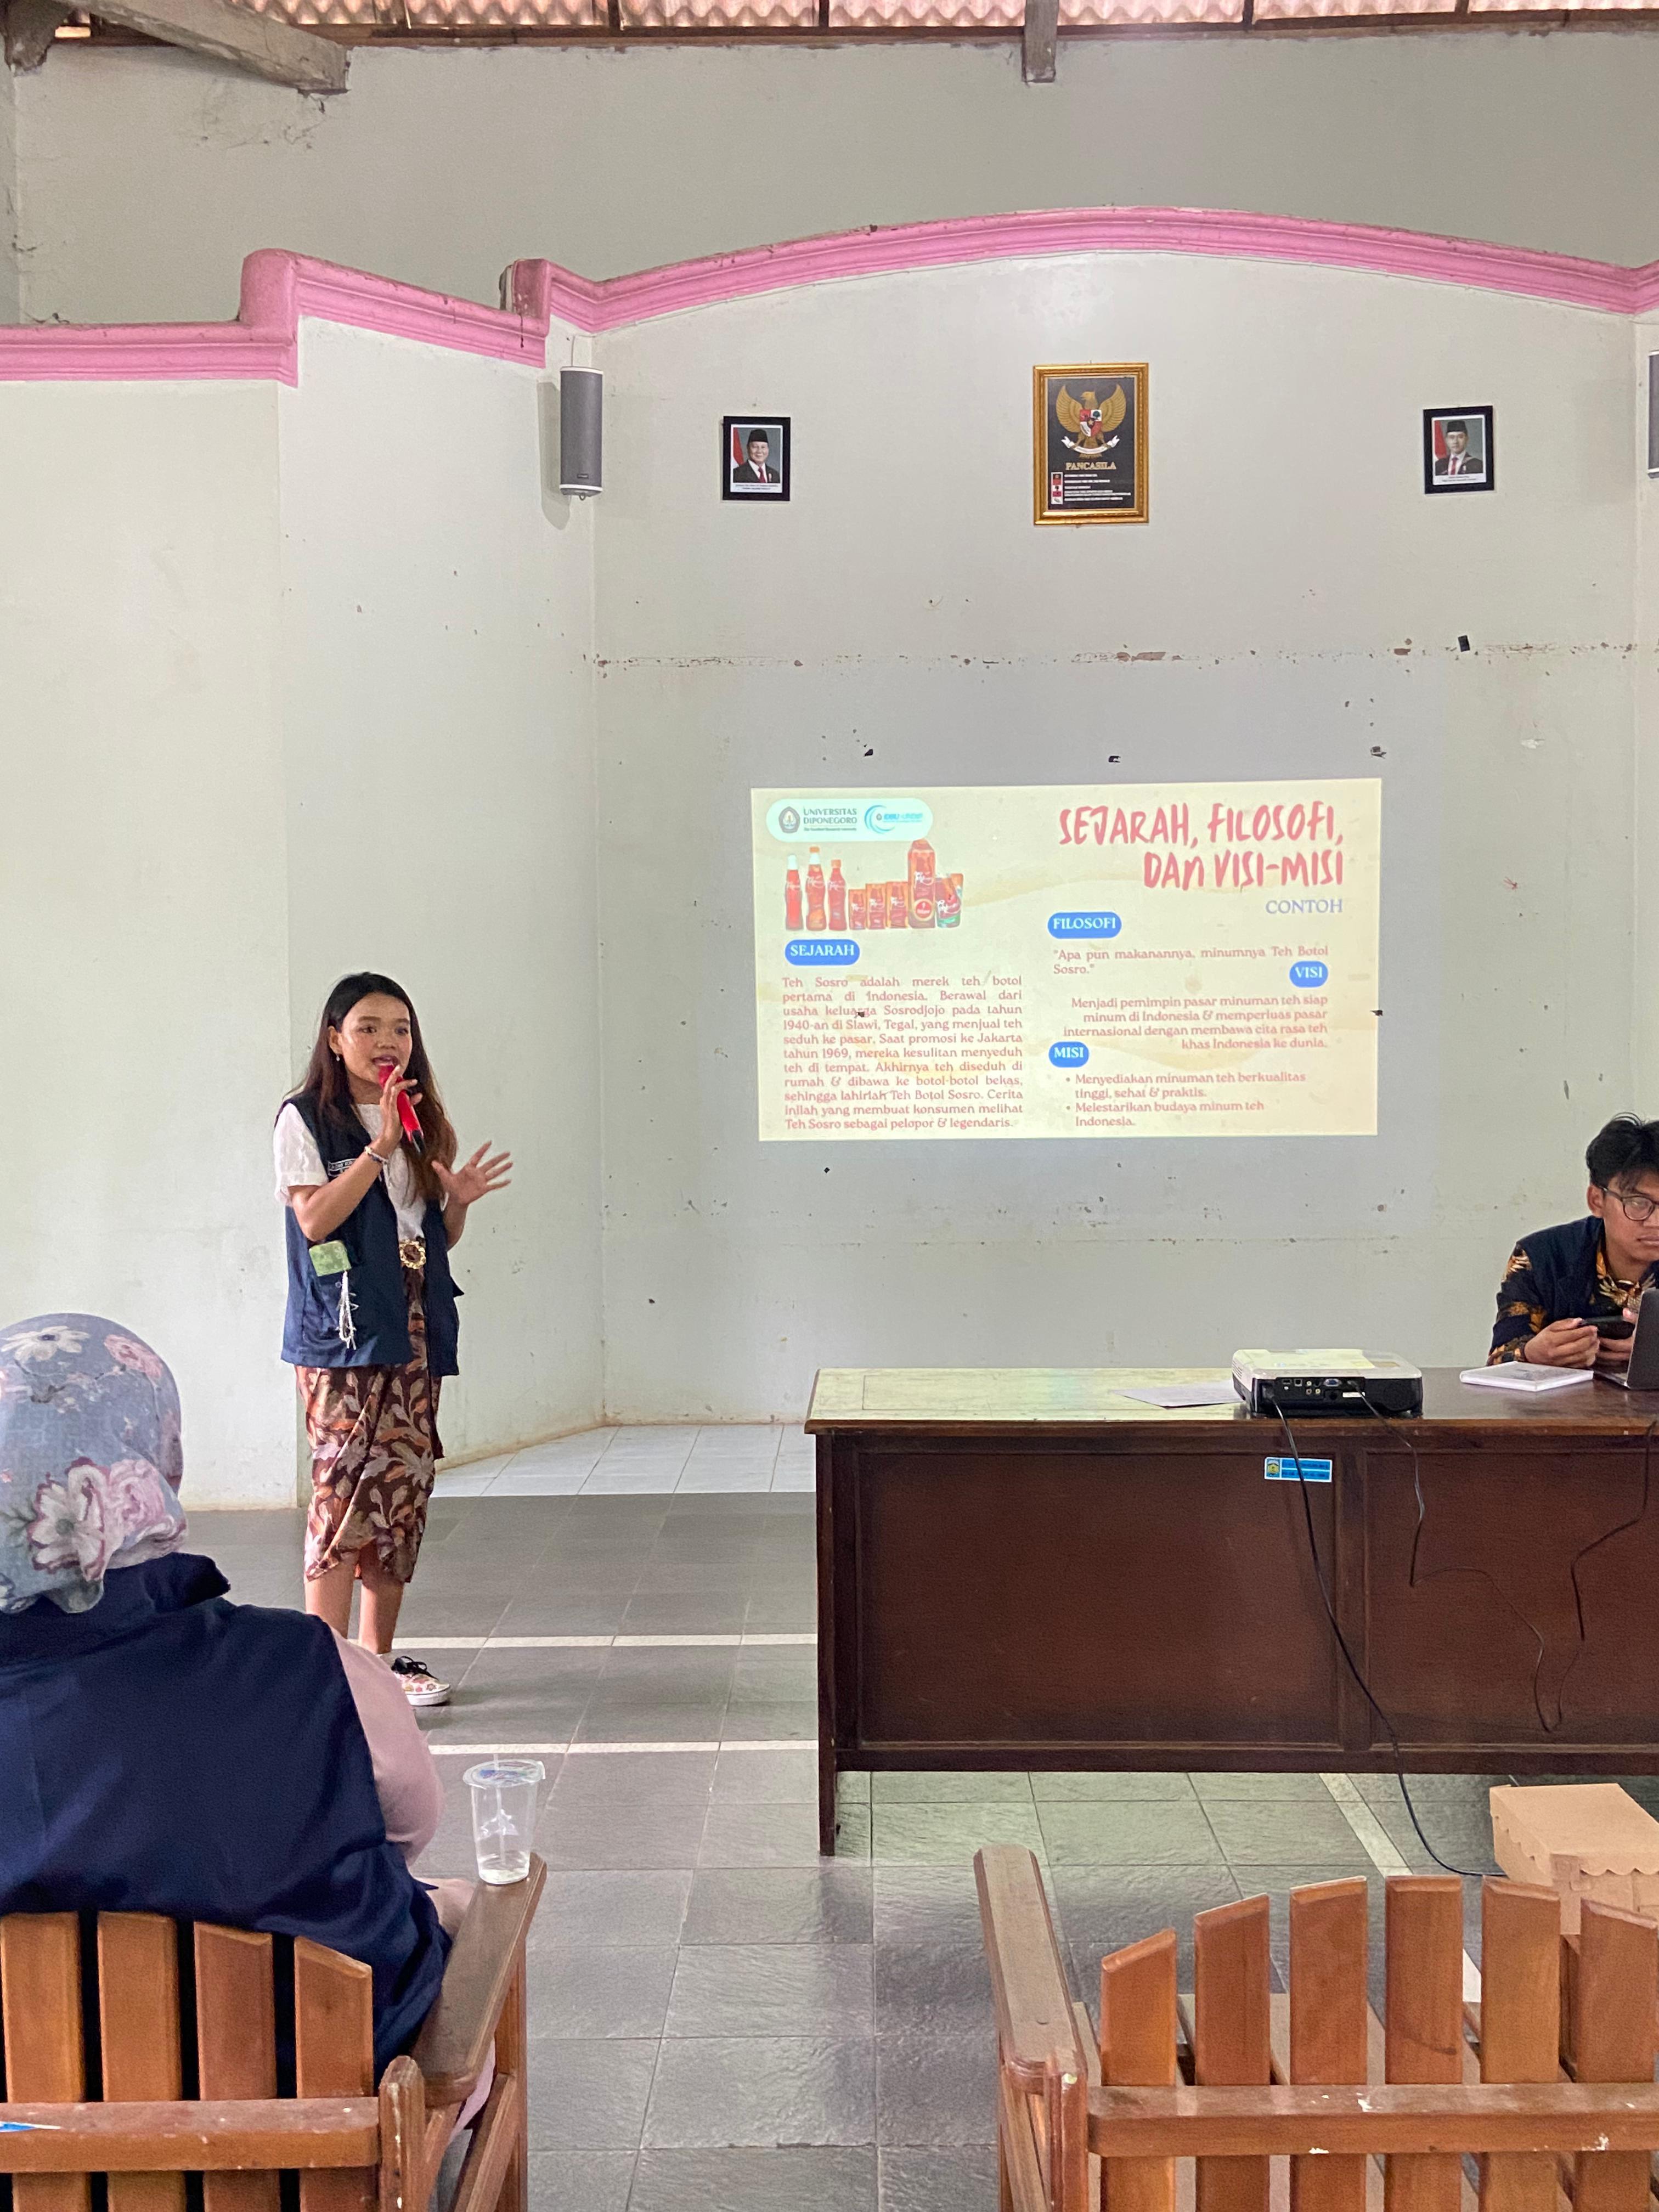 PANCASILA
UNIVERSITAS
DIPONEGORO
SEJARAH, FILOSOFI,
DAN VISI-MISI
CONTOH
SEJARAH
Teh Sosro adalah merek teh botol
pertama di Indonesia. Berawal dari
usaha keluarga Sosrodjojo pada tahun
1940-an di Slawi, Tegal, yang menjual teh
seduh ke pasar. Saat promosi ke Jakarta
tahun 1969, mereka kesulitan menyeduh
teh di tempat. Akhirnya teh diseduh di
rumah & dibawa ke botol-botol bekas,
sehingga lahirlah Teh Botol Sosro. Cerita
inilah yang membuat konsumen melihat
Teh Sosro sebagai pelopor & legendaris.
FILOSOFI
"Apa pun makanannya, minumnya Teh Botol
Sosro."
VISI
Menjadi pemimpin pasar minuman teh siap
minum di Indonesia & memperluas pasar
internasional dengan membawa cita rasa teh
khas Indonesia ke dunia.
MISI
• Menyediakan minuman teh berkualitas
tinggi, sehat & praktis.
• Melestarikan budaya minum teh
Indonesia.